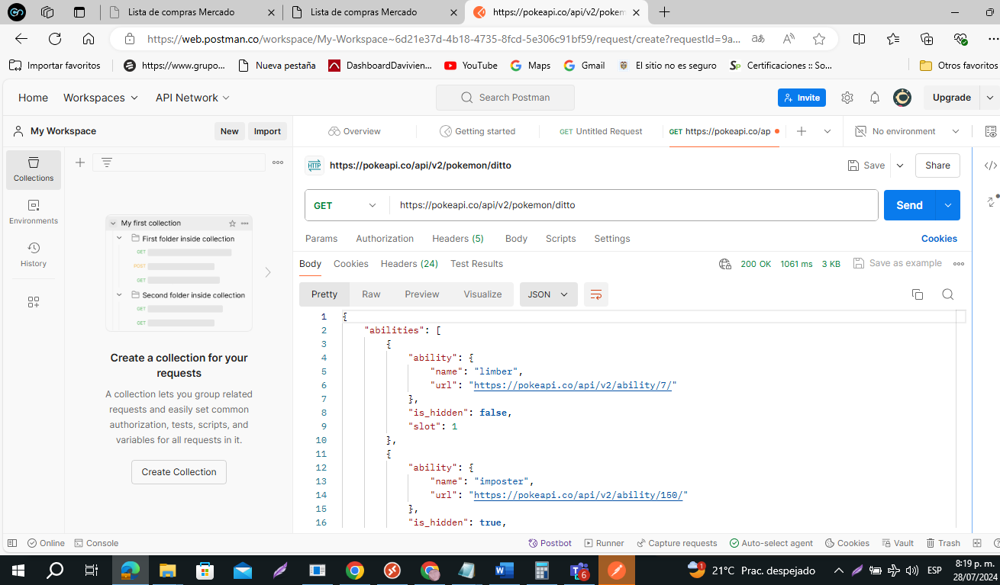 Lista de compras Mercado
Lista de compras Mercado
https://pokeapi.co/api/v2/pokem
https://web.postman.co/workspace/My-Workspace~6d21e37d-4b18-4735-8fcd-5e306c91bf59/request/create?requestId=9a...
Importar favoritos
https://www.grupo...
Nueva pestaña
DashboardDavivien...
YouTube
Maps
Gmail
El sitio no es seguro
Certificaciones :: So...
Otros favoritos
Home Workspaces API Network
Search Postman
Invite
Upgrade
My Workspace
New
Import
Overview
Getting started
GET Untitled Request
GET https://pokeapi.co/ap
No environment
Collections
Environments
History
My first collection
First folder inside collection
GET
POST
GET
Second folder inside collection
GET
GET
Create a collection for your
requests
A collection lets you group related
requests and easily set common
authorization, tests, scripts, and
variables for all requests in it.
Create Collection
HTTP https://pokeapi.co/api/v2/pokemon/ditto
Save
Share
GET https://pokeapi.co/api/v2/pokemon/ditto
Send
Params Authorization Headers (5) Body Scripts Settings
Cookies
Body Cookies Headers (24) Test Results
200 OK 1061 ms 3 KB Save as example
Pretty Raw Preview Visualize JSON
1 {
2 "abilities": [
3 {
4 "ability": {
5 "name": "limber",
6 "url": "https://pokeapi.co/api/v2/ability/7/"
7 },
8 "is_hidden": false,
9 "slot": 1
10 },
11 {
12 "ability": {
13 "name": "imposter",
14 "url": "https://pokeapi.co/api/v2/ability/150/"
15 },
16 "is_hidden": true,
Online Console
Postbot Runner Capture requests Auto-select agent Cookies Vault Trash
1
6
21°C Prac. despejado
ESP
8:19 p. m.
28/07/2024